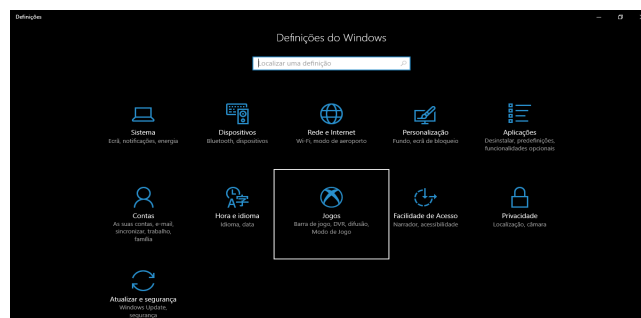 Definições
Definições do Windows
Localizar uma definição
Sistema
Ecrã, notificações, energia
Dispositivos
Bluetooth, dispositivos
Rede e Internet
Wi-Fi, modo de aeroporto
Personalização
Fundo, ecrã de bloqueio
Aplicações
Desinstalar, predefinições,
funcionalidades opcionais
Contas
As suas contas, e-mail,
sincronizar, trabalho,
família
Hora e idioma
Idioma, data
Jogos
Barra de jogo, DVR, difusão,
Modo de Jogo
Facilidade de Acesso
Narrador, acessibilidade
Privacidade
Localização, câmara
Atualizar e segurança
Windows Update,
segurança